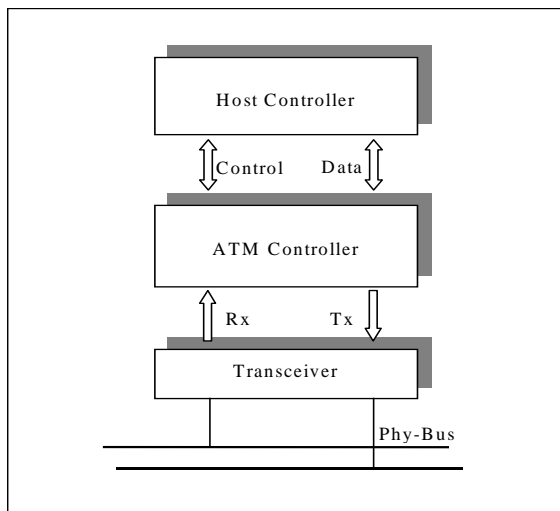 Host Controller
Control Data
ATM Controller
Rx Tx
Transceiver
Phy-Bus